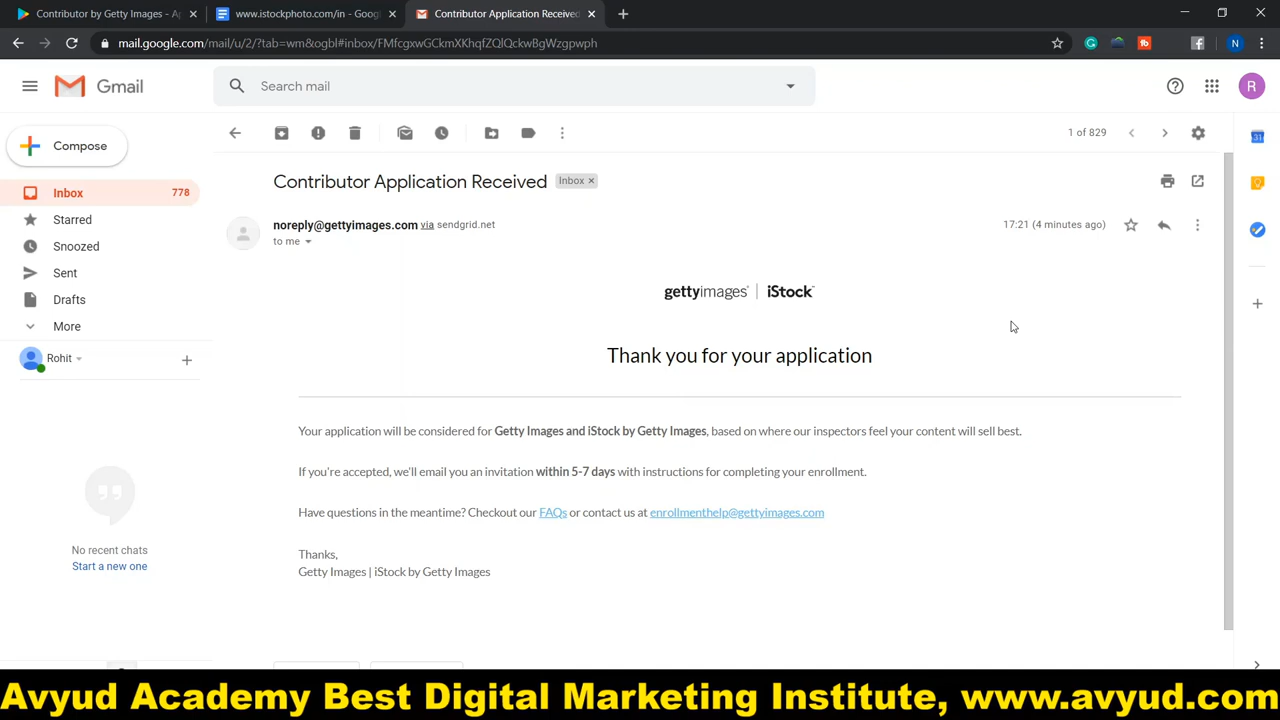 Contributor by Getty Images - Ap
www.istockphoto.com/in - Googl
Contributor Application Received
mail.google.com/mail/u/2/?tab=wm&ogbl#inbox/FMfcgxwGCkmXKhqfZQlQckwBgWzgpwph
N
Gmail
Search mail
R
Compose
1 of 829
Contributor Application Received
Inbox
Inbox 778
Starred
Snoozed
Sent
Drafts
More
Rohit
noreply@gettyimages.com via sendgrid.net
17:21 (4 minutes ago)
to me
gettyimages® | iStock™
Thank you for your application
Your application will be considered for Getty Images and iStock by Getty Images, based on where our inspectors feel your content will sell best.
If you're accepted, we'll email you an invitation within 5-7 days with instructions for completing your enrollment.
Have questions in the meantime? Checkout our FAQs or contact us at enrollmenthelp@gettyimages.com
Thanks,
Getty Images | iStock by Getty Images
No recent chats
Start a new one
Avyud Academy Best Digital Marketing Institute, www.avyud.com